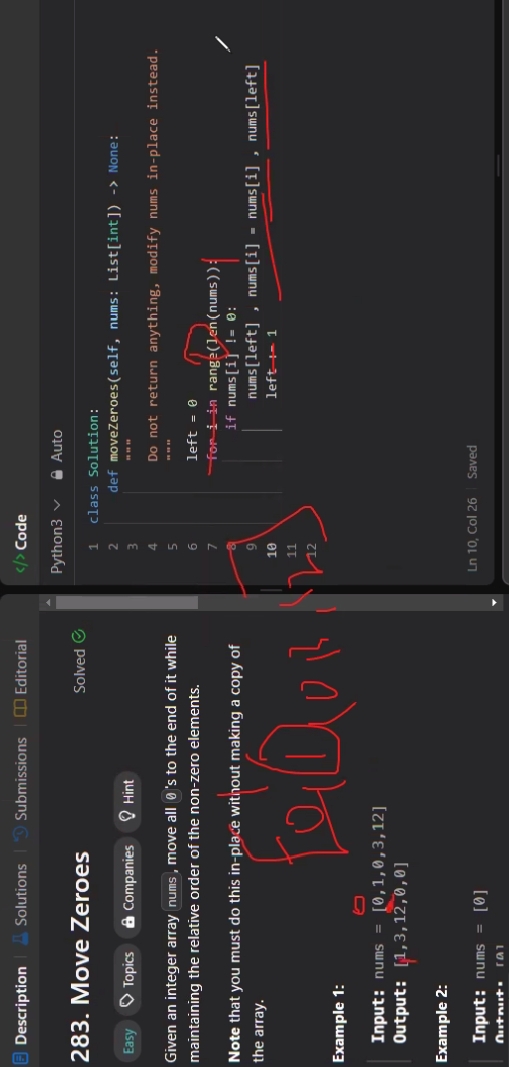 Description | Solutions | Submissions | Editorial
283. Move Zeroes
Solved
Easy Topics Companies Hint
Given an integer array nums, move all 0's to the end of it while
maintaining the relative order of the non-zero elements.
Note that you must do this in-place without making a copy of
the array.
Example 1:
Input: nums = [0,1,0,3,12]
Output: [1,3,12,0,0]
Example 2:
Input: nums = [0]
Output: [0]
</> Code
Python3 Auto
1 class Solution:
2 def moveZeroes(self, nums: List[int]) -> None:
3 """
4 Do not return anything, modify nums in-place instead.
5 """
6 left = 0
7 for i in range(len(nums)):
8 if nums[i] != 0:
9 nums[left] , nums[i] = nums[i] , nums[left]
10 left += 1
11
12
Ln 10, Col 26 | Saved